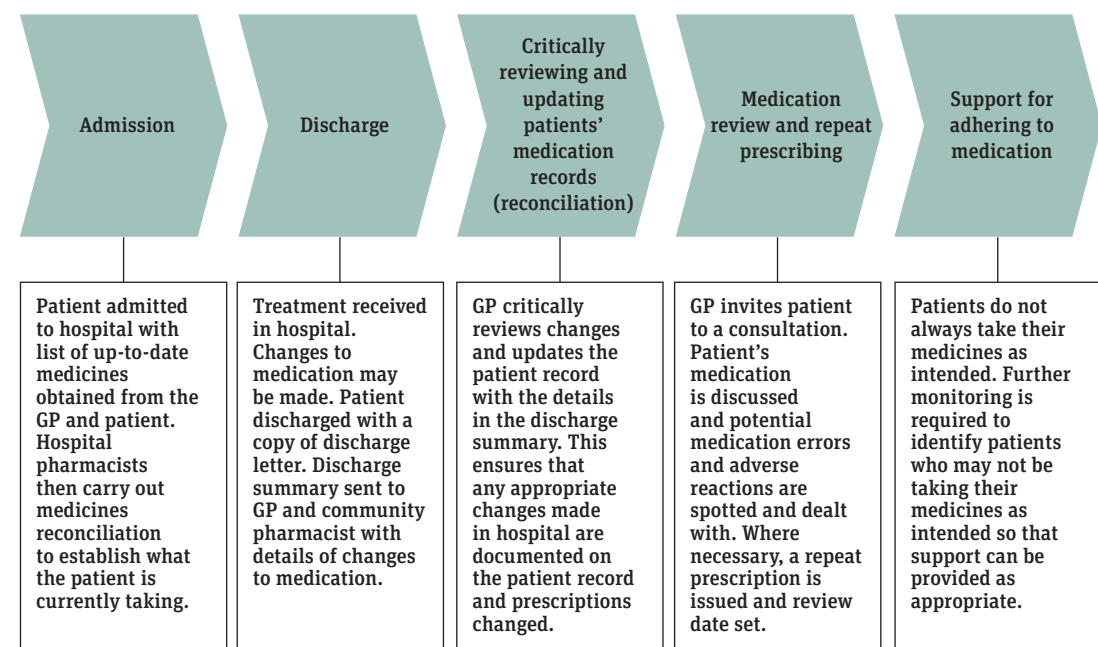 Admission
Discharge
Critically
reviewing and
updating
patients’
medication
records
(reconciliation)
Medication
review and repeat
prescribing
Support for
adhering to
medication
Patient admitted
to hospital with
list of up-to-date
medicines
obtained from the
GP and patient.
Hospital
pharmacists
then carry out
medicines
reconciliation
to establish what
the patient is
currently taking.
Treatment received
in hospital.
Changes to
medication may
be made. Patient
discharged with a
copy of discharge
letter. Discharge
summary sent to
GP and community
pharmacist with
details of changes
to medication.
GP critically
reviews changes
and updates the
patient record
with the details
in the discharge
summary. This
ensures that
any appropriate
changes made
in hospital are
documented on
the patient record
and prescriptions
changed.
GP invites patient
to a consultation.
Patient’s
medication
is discussed
and potential
medication errors
and adverse
reactions are
spotted and dealt
with. Where
necessary, a repeat
prescription is
issued and review
date set.
Patients do not
always take their
medicines as
intended. Further
monitoring is
required to
identify patients
who may not be
taking their
medicines as
intended so that
support can be
provided as
appropriate.